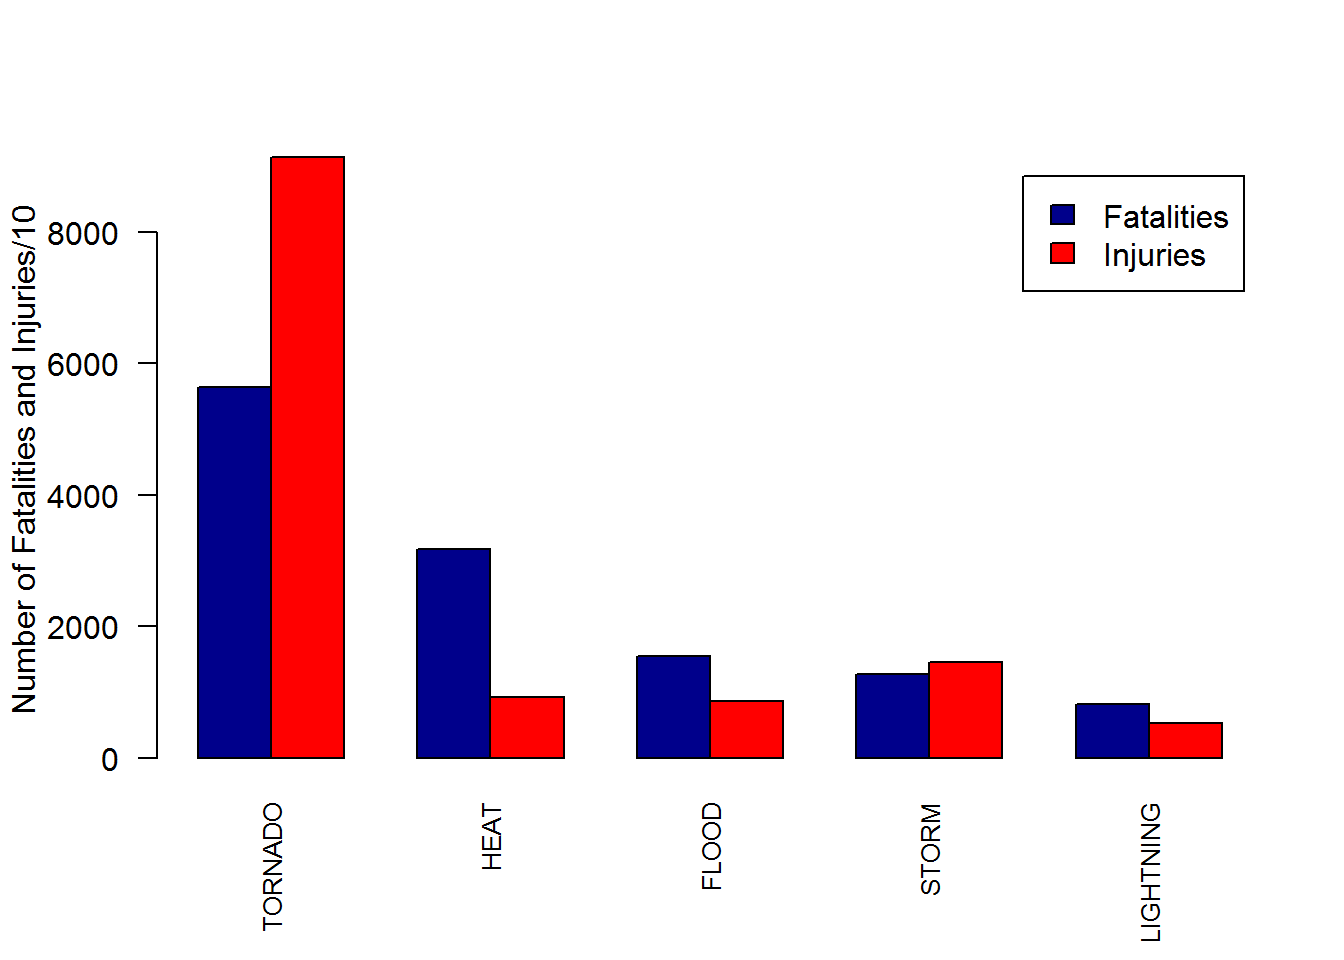 Number of Fatalities and Injuries/10
8000
6000
4000
2000
0
Fatalities
Injuries
TORNADO
HEAT
FLOOD
STORM
LIGHTNING